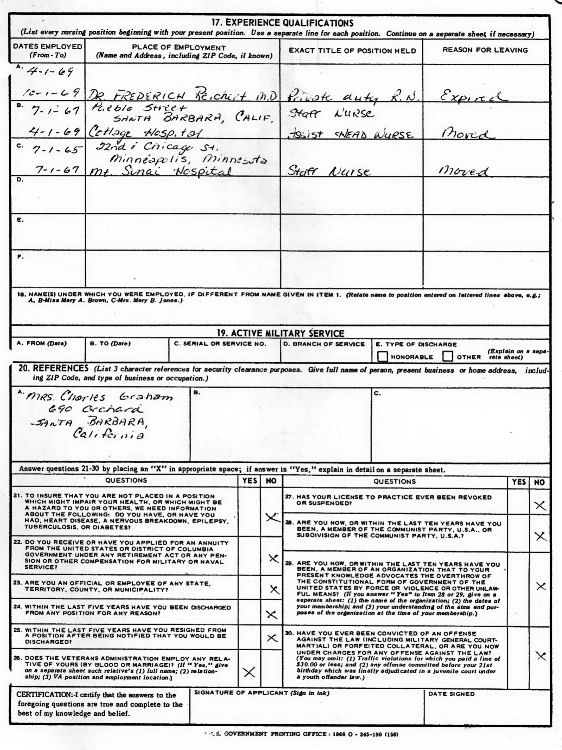 17. EXPERIENCE QUALIFICATIONS
(List every nursing position beginning with your present position. Use a separate line for each position. Continue on a separate sheet, if necessary)
DATES EMPLOYED (From - To)
PLACE OF EMPLOYMENT (Name and Address, including ZIP Code, if known)
EXACT TITLE OF POSITION HELD
REASON FOR LEAVING
A. 4-1-69
10-1-69 DR FREDERICH Reichert M.D Private duty R.N. Expired
B. 7-1-67 Pueblo Street
SANTA BARBARA, CALIF. Staff NURSE
4-1-69 Cottage Hospital Assist HEAD NURSE Moved
C. 7-1-65 22nd & Chicago St.
Minneapolis, Minnesota
7-1-67 Mt. Sinai Hospital Staff Nurse Moved
D.
E.
F.
18. NAME(S) UNDER WHICH YOU WERE EMPLOYED, IF DIFFERENT FROM NAME GIVEN IN ITEM 1. (Relate name to position entered on lettered lines above, e.g.;
A, B-Miss Mary A. Brown, C-Mrs. Mary B. Jones.)
19. ACTIVE MILITARY SERVICE
A. FROM (Date) B. TO (Date) C. SERIAL OR SERVICE NO. D. BRANCH OF SERVICE E. TYPE OF DISCHARGE
HONORABLE OTHER (Explain on a separate sheet)
20. REFERENCES (List 3 character references for security clearance purposes. Give full name of person, present business or home address, includ-
ing ZIP Code, and type of business or occupation.)
A. MRS. Charles Graham B. C.
690 Orchard
SANTA BARBARA,
California
Answer questions 21-30 by placing an "X" in appropriate space; if answer is "Yes," explain in detail on a separate sheet.
QUESTIONS YES NO
21. TO INSURE THAT YOU ARE NOT PLACED IN A POSITION
WHICH MIGHT IMPAIR YOUR HEALTH, OR WHICH MIGHT
BE A HAZARD TO YOU OR OTHERS, WE NEED INFORMATION
ABOUT THE FOLLOWING: DO YOU HAVE, OR HAVE YOU
HAD, HEART DISEASE, A NERVOUS BREAKDOWN, EPILEPSY,
TUBERCULOSIS, OR DIABETES? X
22. DO YOU RECEIVE OR HAVE YOU APPLIED FOR AN ANNUITY
FROM THE UNITED STATES OR DISTRICT OF COLUMBIA
GOVERNMENT UNDER ANY RETIREMENT ACT OR ANY PEN-
SION OR OTHER COMPENSATION FOR MILITARY OR NAVAL
SERVICE? X
23. ARE YOU AN OFFICIAL OR EMPLOYEE OF ANY STATE,
TERRITORY, COUNTY, OR MUNICIPALITY? X
24. WITHIN THE LAST FIVE YEARS HAVE YOU BEEN DISCHARGED
FROM ANY POSITION FOR ANY REASON? X
25. WITHIN THE LAST FIVE YEARS HAVE YOU RESIGNED FROM
A POSITION AFTER BEING NOTIFIED THAT YOU WOULD BE
DISCHARGED? X
26. DOES THE VETERANS ADMINISTRATION EMPLOY ANY RELA-
TIVE OF YOURS (BY BLOOD OR MARRIAGE)? (If "Yes," give
on a separate sheet such relative's (1) full name; (2) relation-
ship; (3) VA position and employment location.) X
QUESTIONS YES NO
27. HAS YOUR LICENSE TO PRACTICE EVER BEEN REVOKED
OR SUSPENDED? X
28. ARE YOU NOW, OR WITHIN THE LAST TEN YEARS HAVE YOU
BEEN, A MEMBER OF THE COMMUNIST PARTY, U.S.A., OR
SUBDIVISION OF THE COMMUNIST PARTY, U.S.A.? X
29. ARE YOU NOW, OR WITHIN THE LAST TEN YEARS HAVE YOU
BEEN, A MEMBER OF AN ORGANIZATION THAT TO YOUR
PRESENT KNOWLEDGE ADVOCATES THE OVERTHROW OF
THE CONSTITUTIONAL FORM OF GOVERNMENT OF THE
UNITED STATES BY FORCE OR VIOLENCE OR OTHER UNLAW-
FUL MEANS? (If you answer "Yes" to Item 28 or 29, give on a
separate sheet: (1) the name of the organization; (2) the dates of
your membership; and (3) your understanding of the aims and pur-
poses of the organization at the time of your membership.) X
30. HAVE YOU EVER BEEN CONVICTED OF AN OFFENSE
AGAINST THE LAW (INCLUDING MILITARY GENERAL COURT-
MARTIAL) OR FORFEITED COLLATERAL, OR ARE YOU NOW
UNDER CHARGES FOR ANY OFFENSE AGAINST THE LAW?
(You may omit: (1) Traffic violations for which you paid a fine of
$30.00 or less; and (2) any offense committed before your 21st
birthday which was finally adjudicated in a juvenile court under
a youth offender law.) X
CERTIFICATION: I certify that the answers to the
foregoing questions are true and complete to the
best of my knowledge and belief.
SIGNATURE OF APPLICANT (Sign in ink)
DATE SIGNED
U.S. GOVERNMENT PRINTING OFFICE : 1968 O - 345-190 (156)